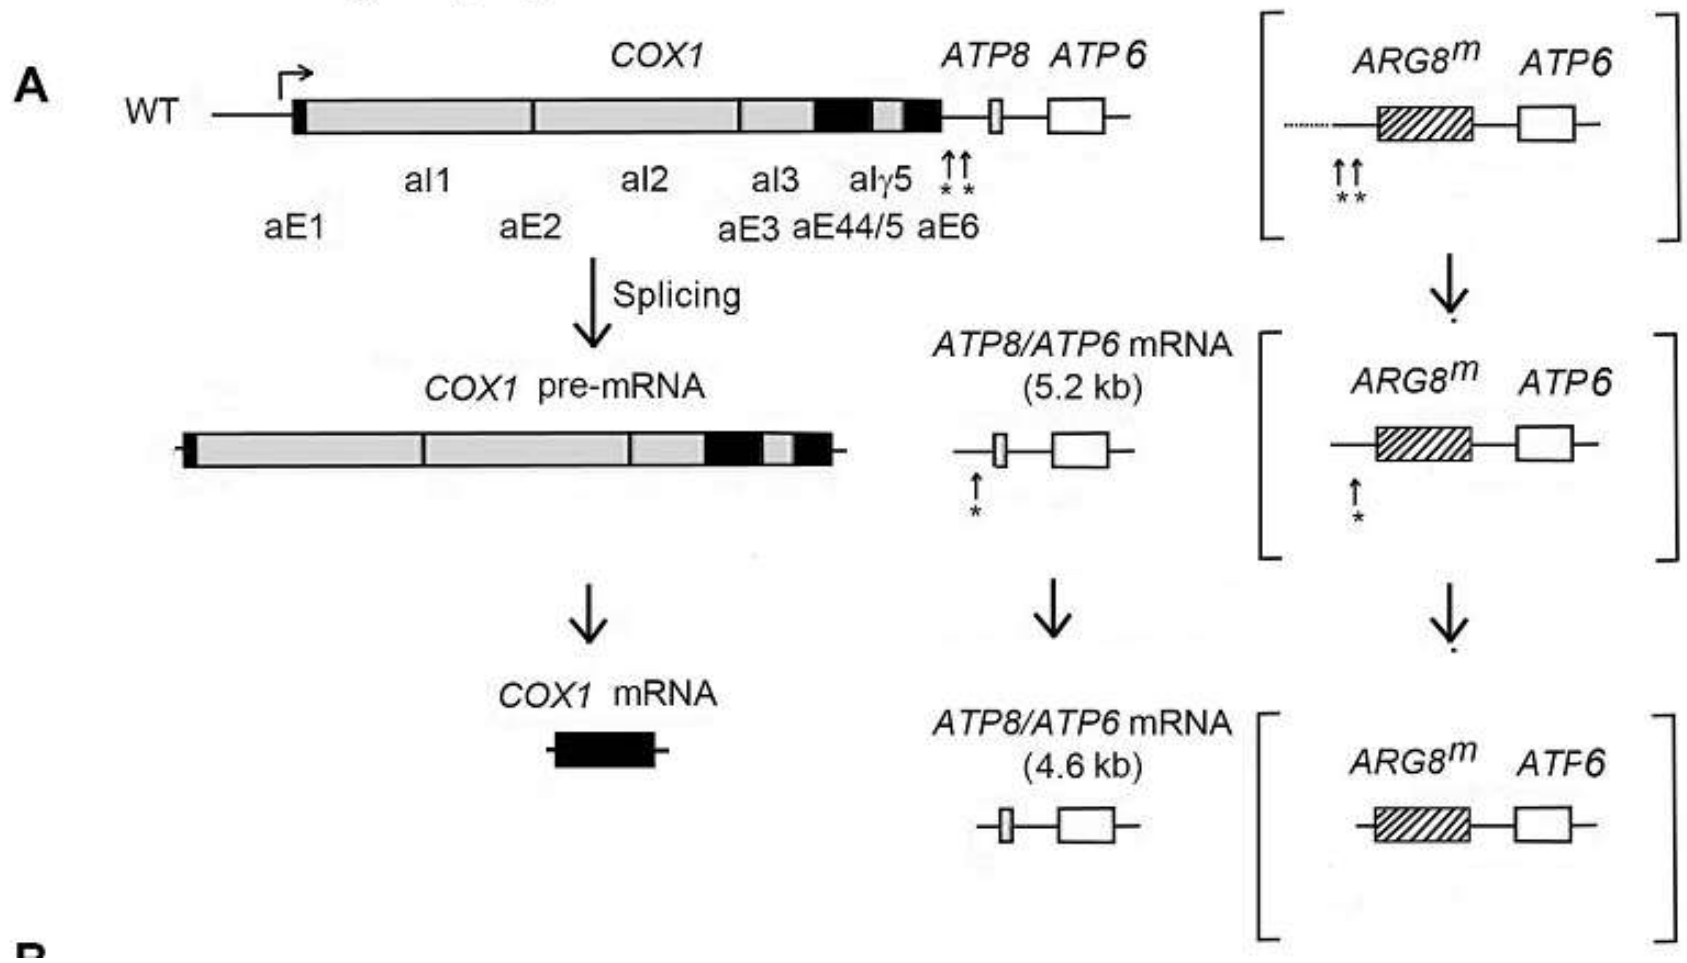 A
COX1 ATP8 ATP6
WT
ARG8m ATP6
aI1 aI2 aI3 aIγ5
* *
* *
aE1 aE2 aE3 aE44/5 aE6
Splicing
ATP8/ATP6 mRNA
(5.2 kb)
COX1 pre-mRNA
ARG8m ATP6
*
*
COX1 mRNA
ATP8/ATP6 mRNA
(4.6 kb)
ARG8m ATF6